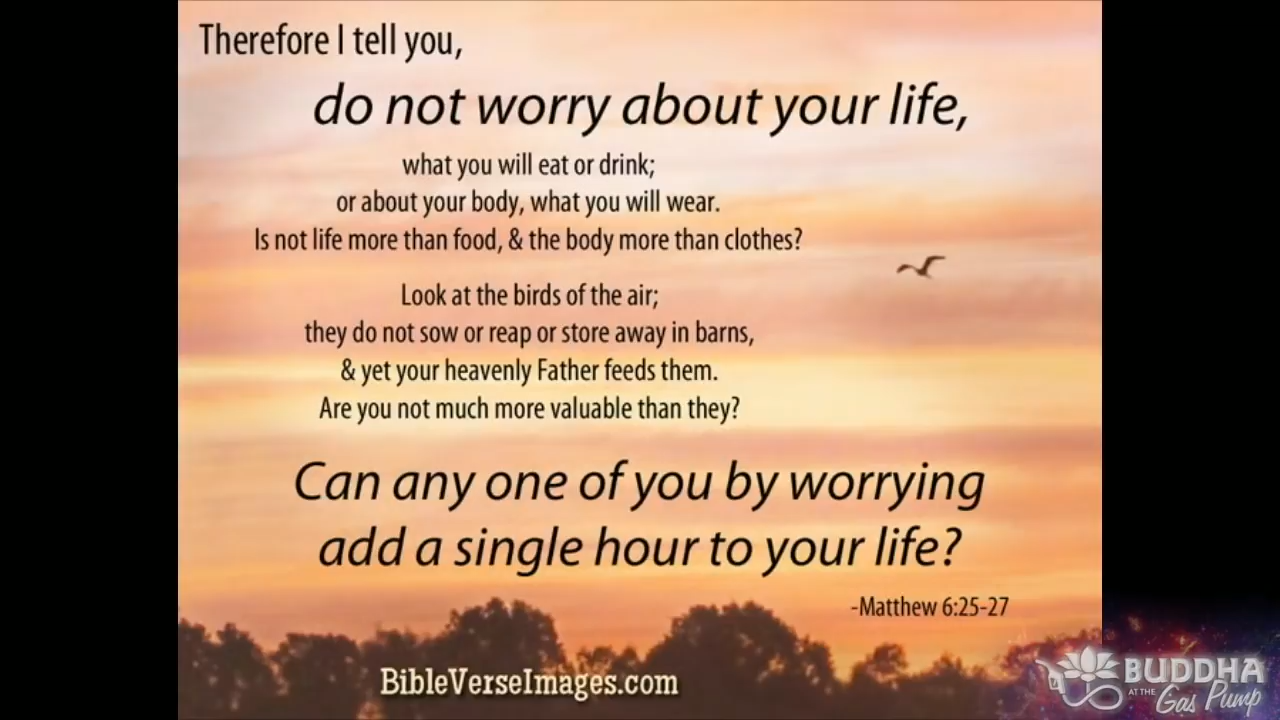 Therefore I tell you,
do not worry about your life,
what you will eat or drink;
or about your body, what you will wear.
Is not life more than food, & the body more than clothes?
Look at the birds of the air;
they do not sow or reap or store away in barns,
& yet your heavenly Father feeds them.
Are you not much more valuable than they?
Can any one of you by worrying
add a single hour to your life?
-Matthew 6:25-27
BibleVerseImages.com
BUDDHA
AT THE Gas Pump